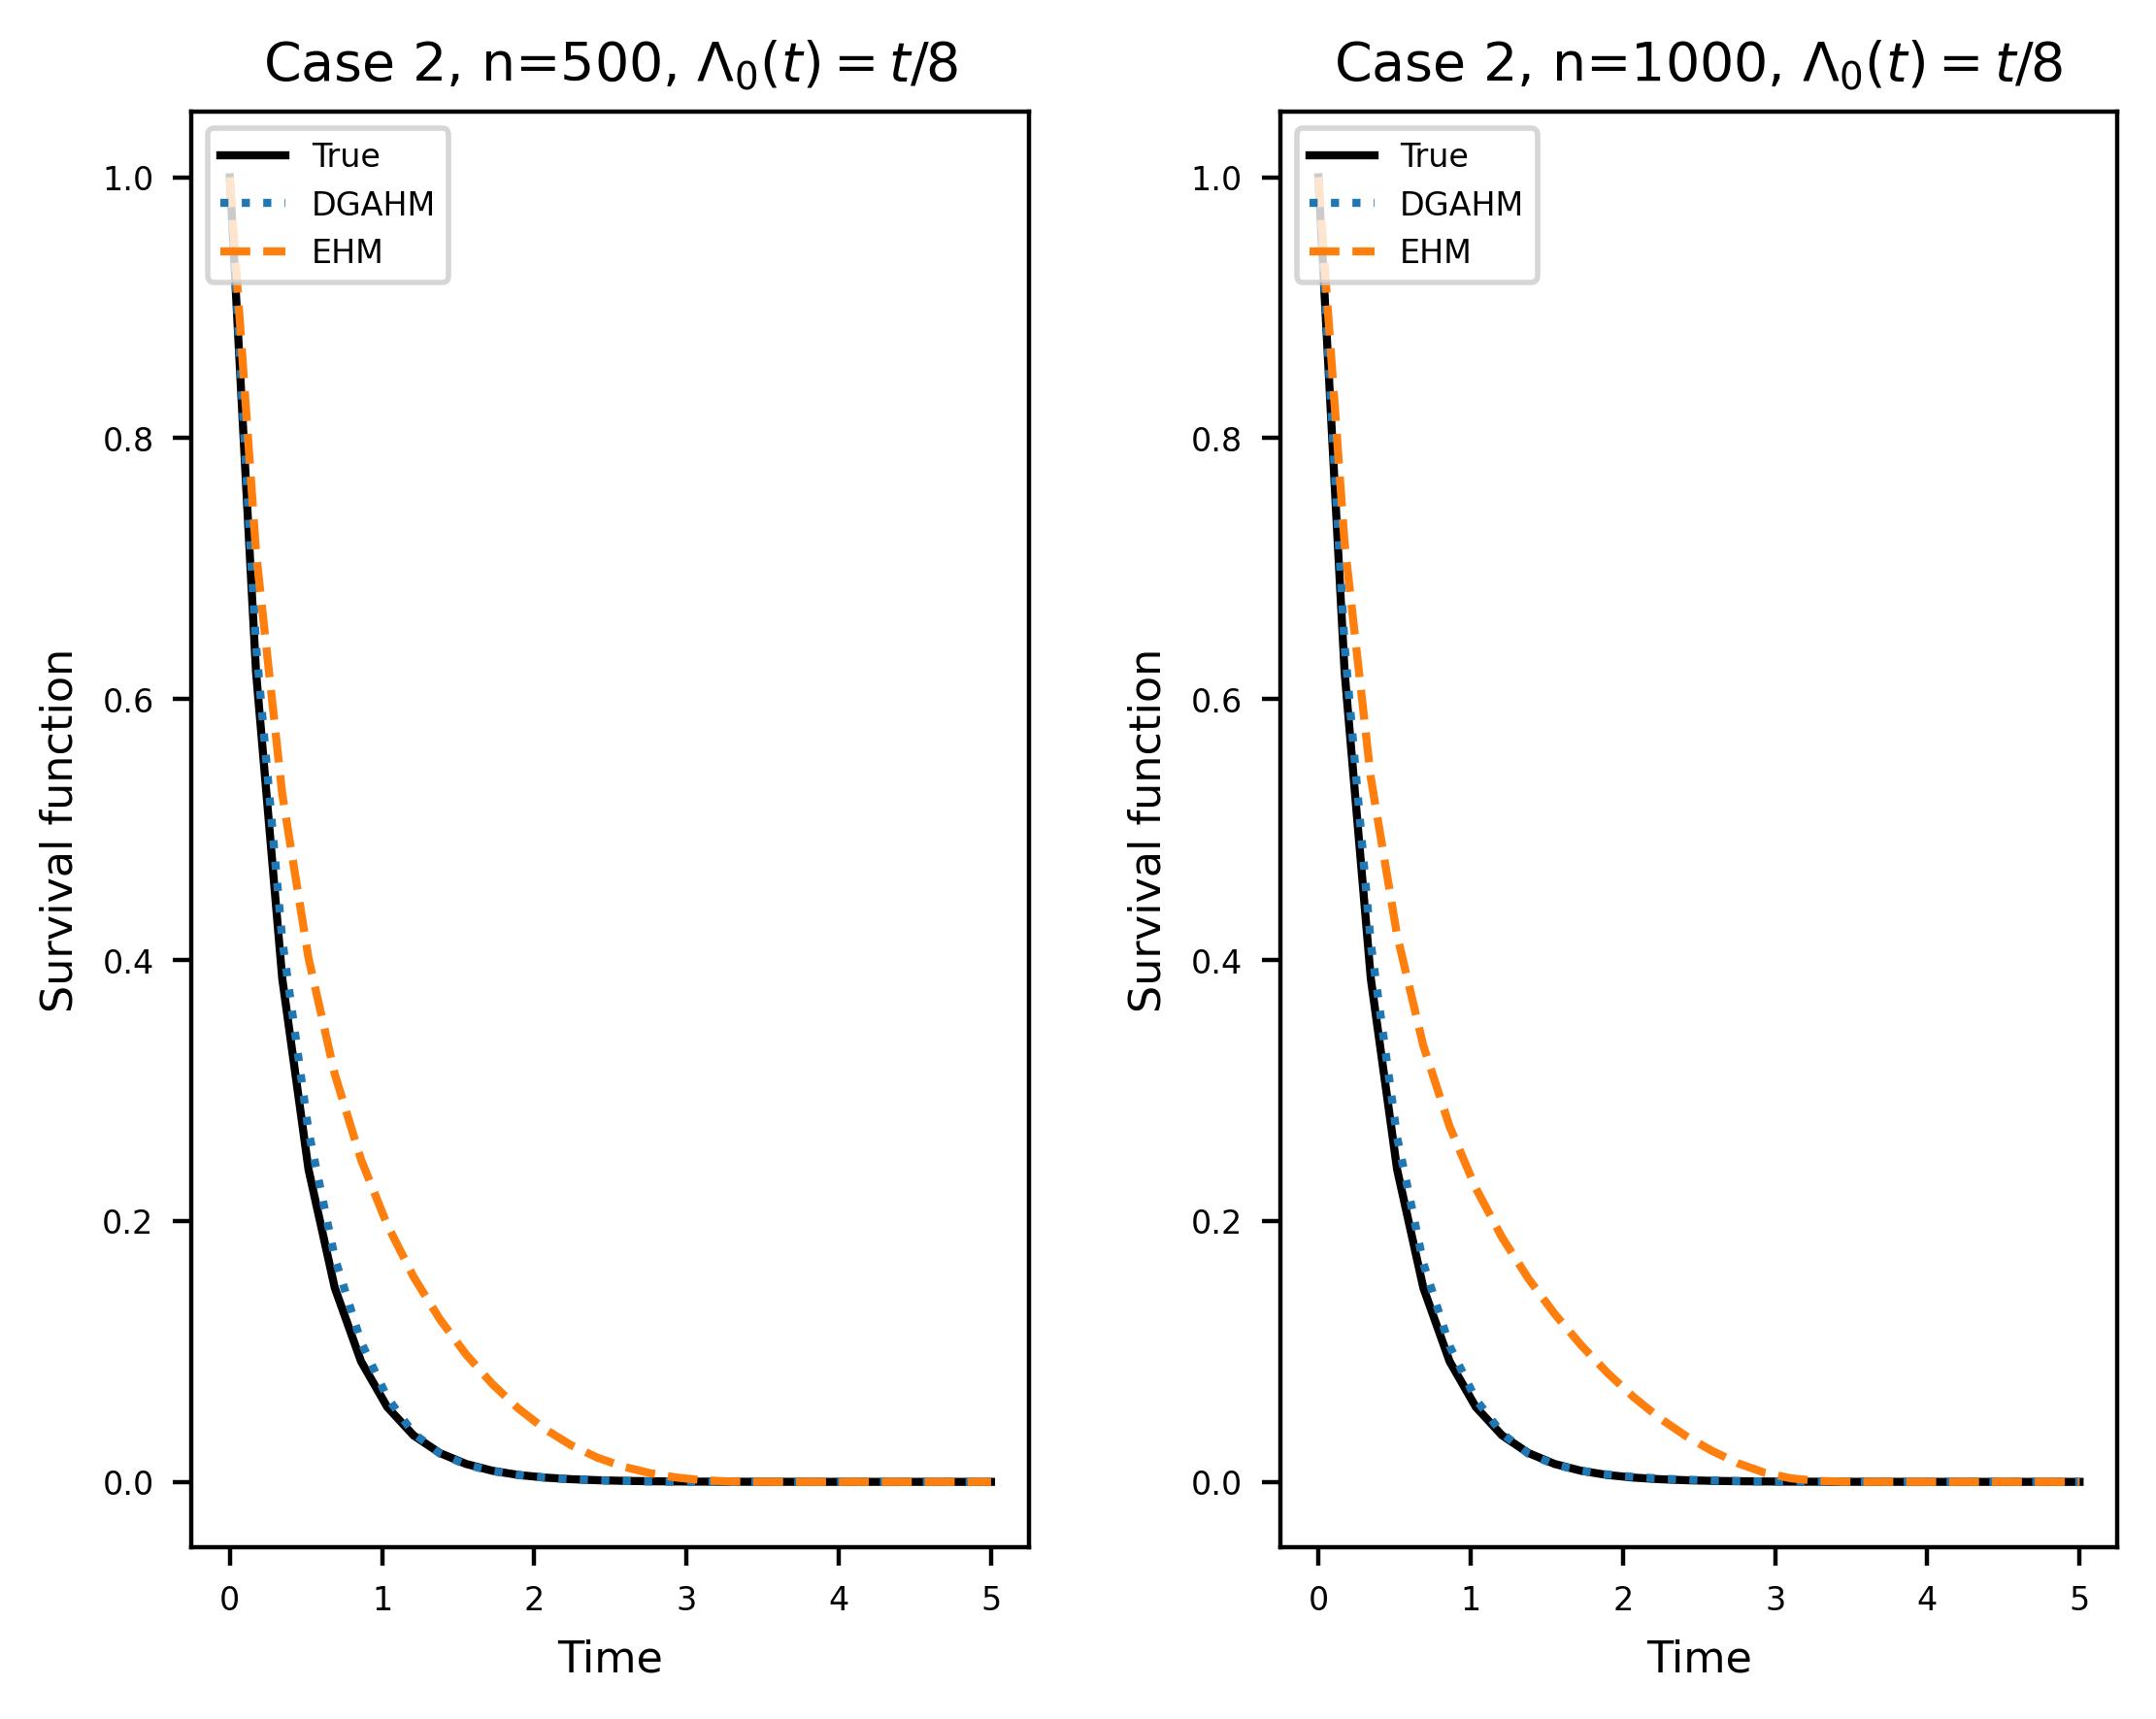 Case 2, n=500, Λ₀(t) = t/8
True
DGAHM
EHM
1.0
0.8
0.6
0.4
0.2
0.0
Survival function
0 1 2 3 4 5
Time
Case 2, n=1000, Λ₀(t) = t/8
True
DGAHM
EHM
1.0
0.8
0.6
0.4
0.2
0.0
Survival function
0 1 2 3 4 5
Time